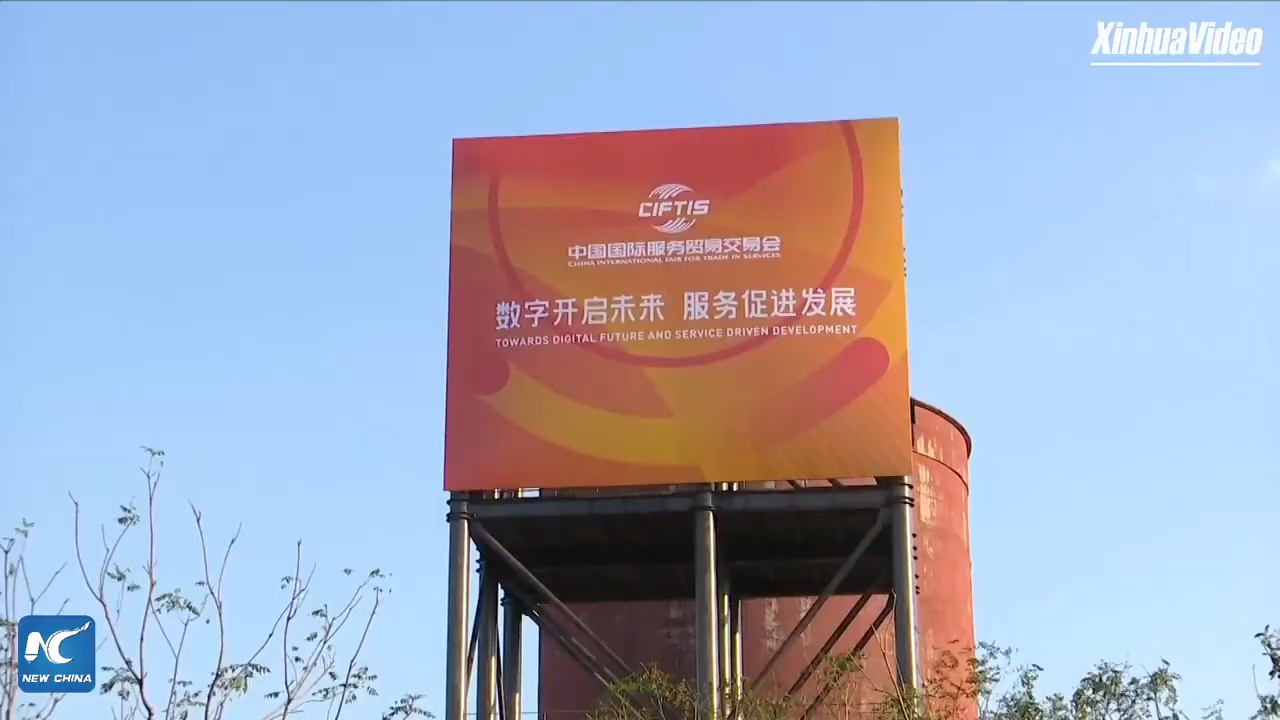 XinhuaVideo
CIFTIS
中国国际服务贸易交易会
CHINA INTERNATIONAL FAIR FOR TRADE IN SERVICES
数字开启未来 服务促进发展
TOWARDS DIGITAL FUTURE AND SERVICE DRIVEN DEVELOPMENT
NC
NEW CHINA